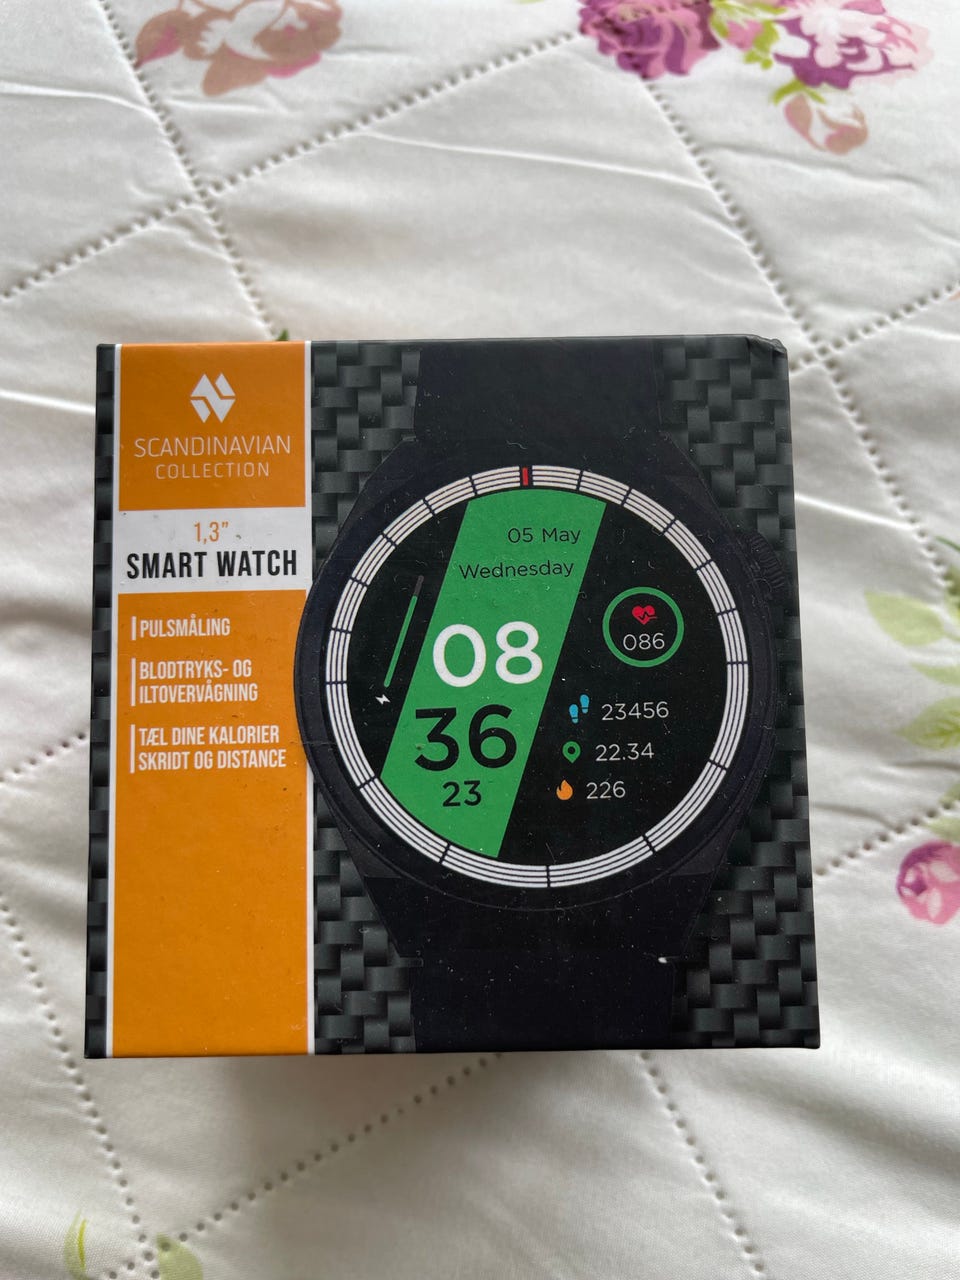 SCANDINAVIAN
COLLECTION
1,3”
SMART WATCH
PULSMÅLING
BLODTRYKS- OG
ILTOVERVÅGNING
TÆL DINE KALORIER
SKRIDT OG DISTANCE
05 May
Wednesday
08
36
23
086
23456
22.34
226